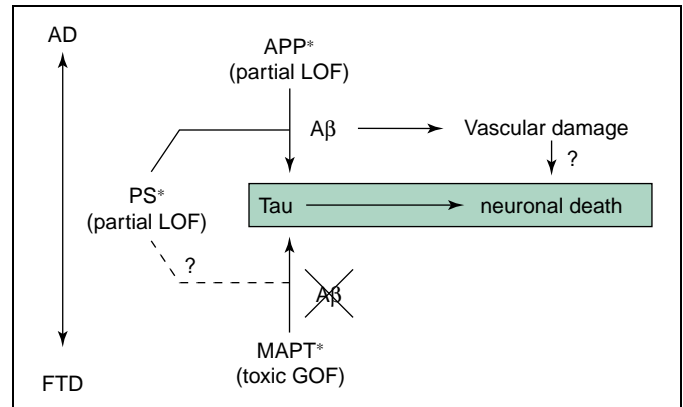 AD
APP*
(partial LOF)
Aβ
Vascular damage
?
PS*
(partial LOF)
Tau
neuronal death
?
Aβ
MAPT*
(toxic GOF)
FTD